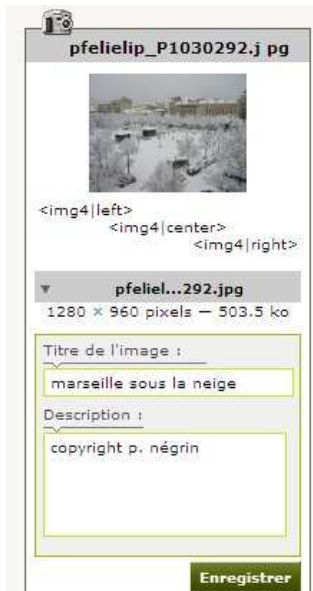 pfelielip_P1030292.j pg
<img4|left>
<img4|center>
<img4|right>
pfeliel...292.jpg
1280 × 960 pixels — 503.5 ko
Titre de l'image :
marseille sous la neige
Description :
copyright p. négrin
Enregistrer